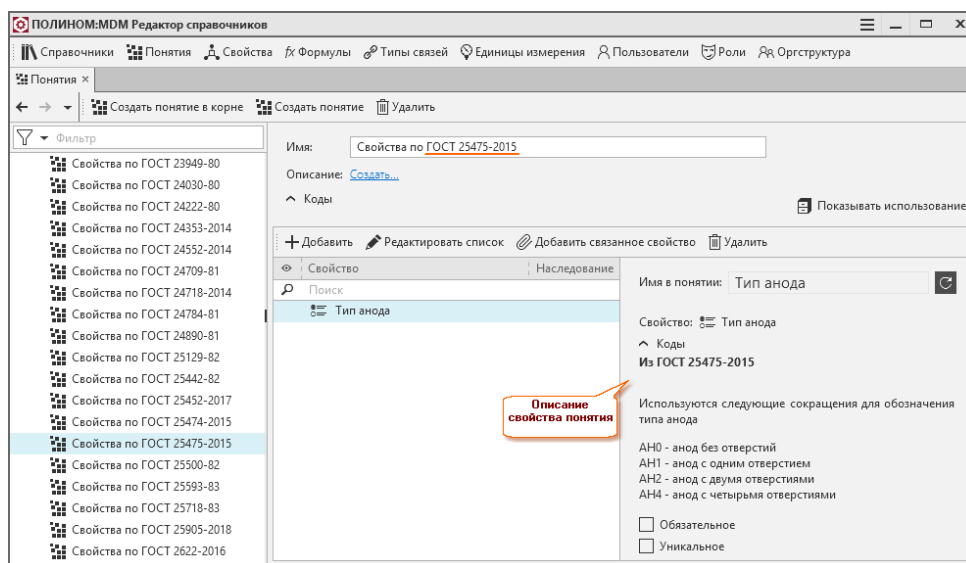 ПОЛИНОМ:MDM Редактор справочников
Справочники Понятия Свойства fx Формулы Типы связей Единицы измерения Пользователи Роли Оргструктура
Понятия ×
Создать понятие в корне Создать понятие Удалить
Фильтр
Свойства по ГОСТ 23949-80
Свойства по ГОСТ 24030-80
Свойства по ГОСТ 24222-80
Свойства по ГОСТ 24353-2014
Свойства по ГОСТ 24552-2014
Свойства по ГОСТ 24709-81
Свойства по ГОСТ 24718-2014
Свойства по ГОСТ 24784-81
Свойства по ГОСТ 24890-81
Свойства по ГОСТ 25129-82
Свойства по ГОСТ 25442-82
Свойства по ГОСТ 25452-2017
Свойства по ГОСТ 25474-2015
Свойства по ГОСТ 25475-2015
Свойства по ГОСТ 25500-82
Свойства по ГОСТ 25593-83
Свойства по ГОСТ 25718-83
Свойства по ГОСТ 25905-2018
Свойства по ГОСТ 2622-2016
Имя: Свойства по ГОСТ 25475-2015
Описание: Создать...
Коды
Показывать использование
Добавить Редактировать список Добавить связанное свойство Удалить
Свойство Наследование
Поиск
Тип анода
Описание
свойства понятия
Имя в понятии: Тип анода
Свойство: Тип анода
Коды
Из ГОСТ 25475-2015
Используются следующие сокращения для обозначения
типа анода
АН0 - анод без отверстий
АН1 - анод с одним отверстием
АН2 - анод с двумя отверстиями
АН4 - анод с четырьмя отверстиями
Обязательное
Уникальное